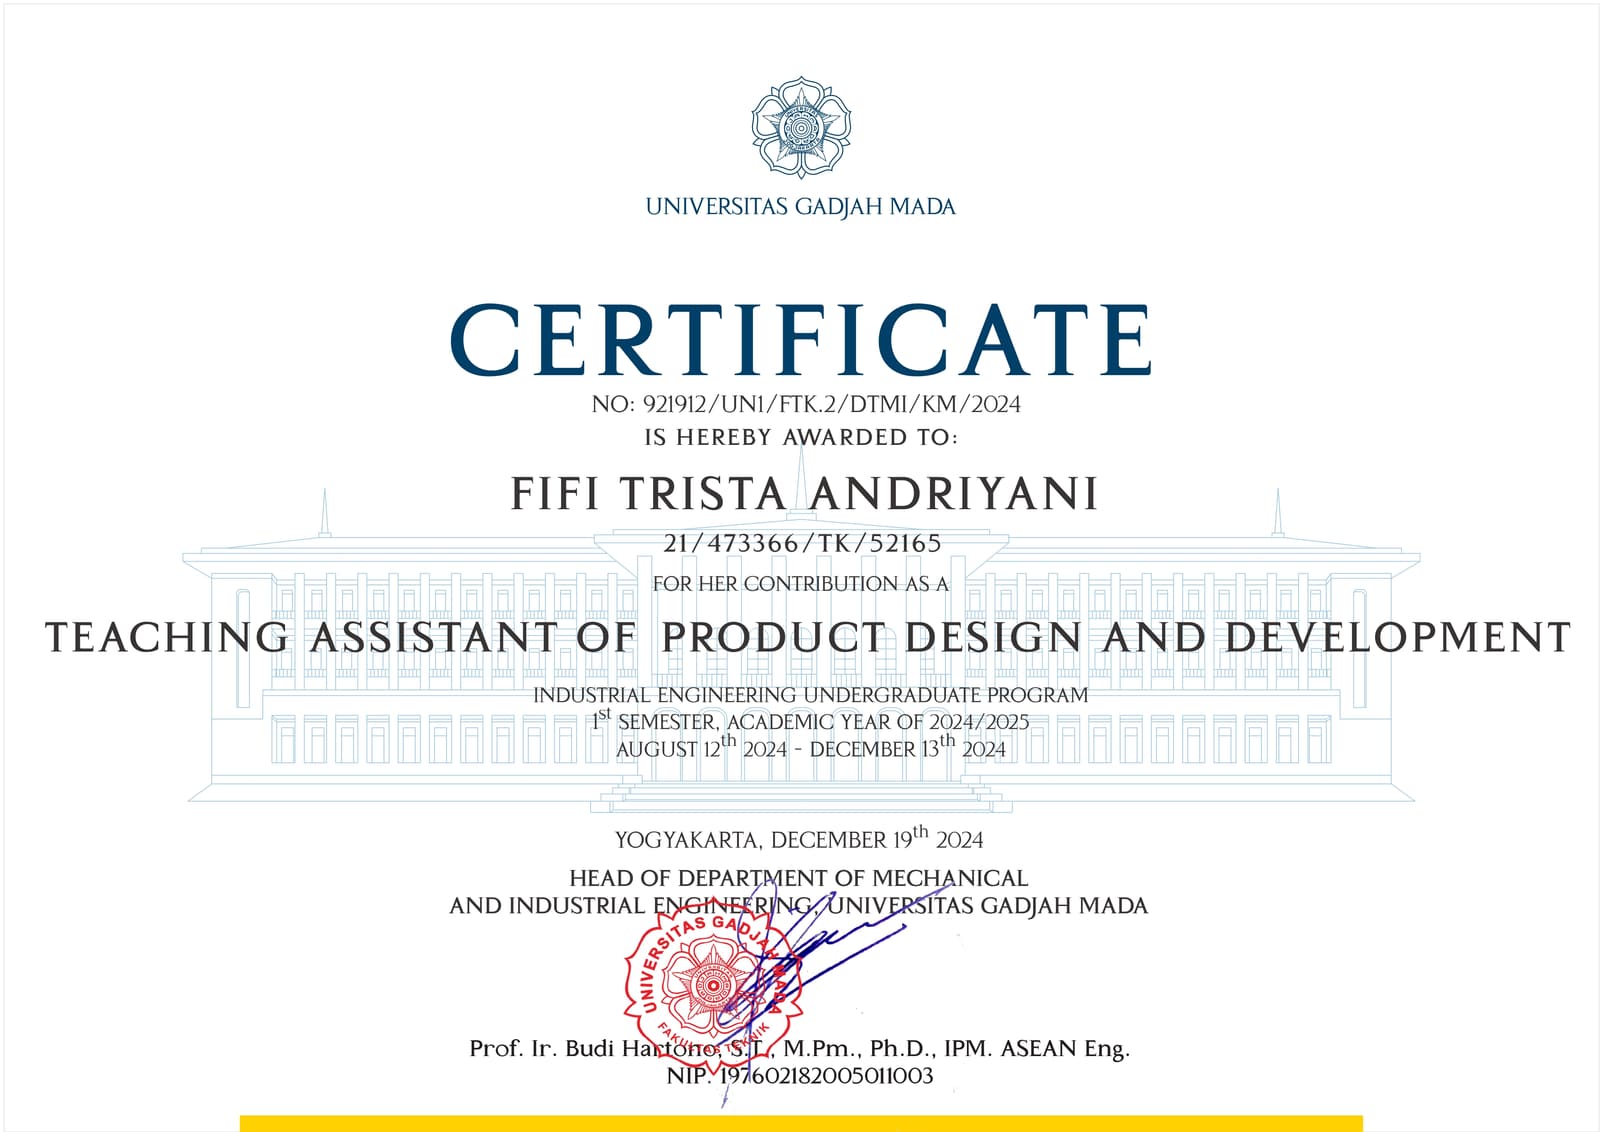 UNIVERSITAS GADJAH MADA
CERTIFICATE
NO: 921912/UN1/FTK.2/DTMI/KM/2024
IS HEREBY AWARDED TO:
FIFI TRISTA ANDRIYANI
21/473366/TK/52165
FOR HER CONTRIBUTION AS A
TEACHING ASSISTANT OF PRODUCT DESIGN AND DEVELOPMENT
INDUSTRIAL ENGINEERING UNDERGRADUATE PROGRAM
1st SEMESTER, ACADEMIC YEAR OF 2024/2025
AUGUST 12th 2024 - DECEMBER 13th 2024
YOGYAKARTA, DECEMBER 19th 2024
HEAD OF DEPARTMENT OF MECHANICAL
AND INDUSTRIAL ENGINEERING, UNIVERSITAS GADJAH MADA
UNIVERSITAS GADJAH MADA
FAKULTAS TEKNIK
Prof. Ir. Budi Hartono, S.T., M.Pm., Ph.D., IPM. ASEAN Eng.
NIP. 197602182005011003